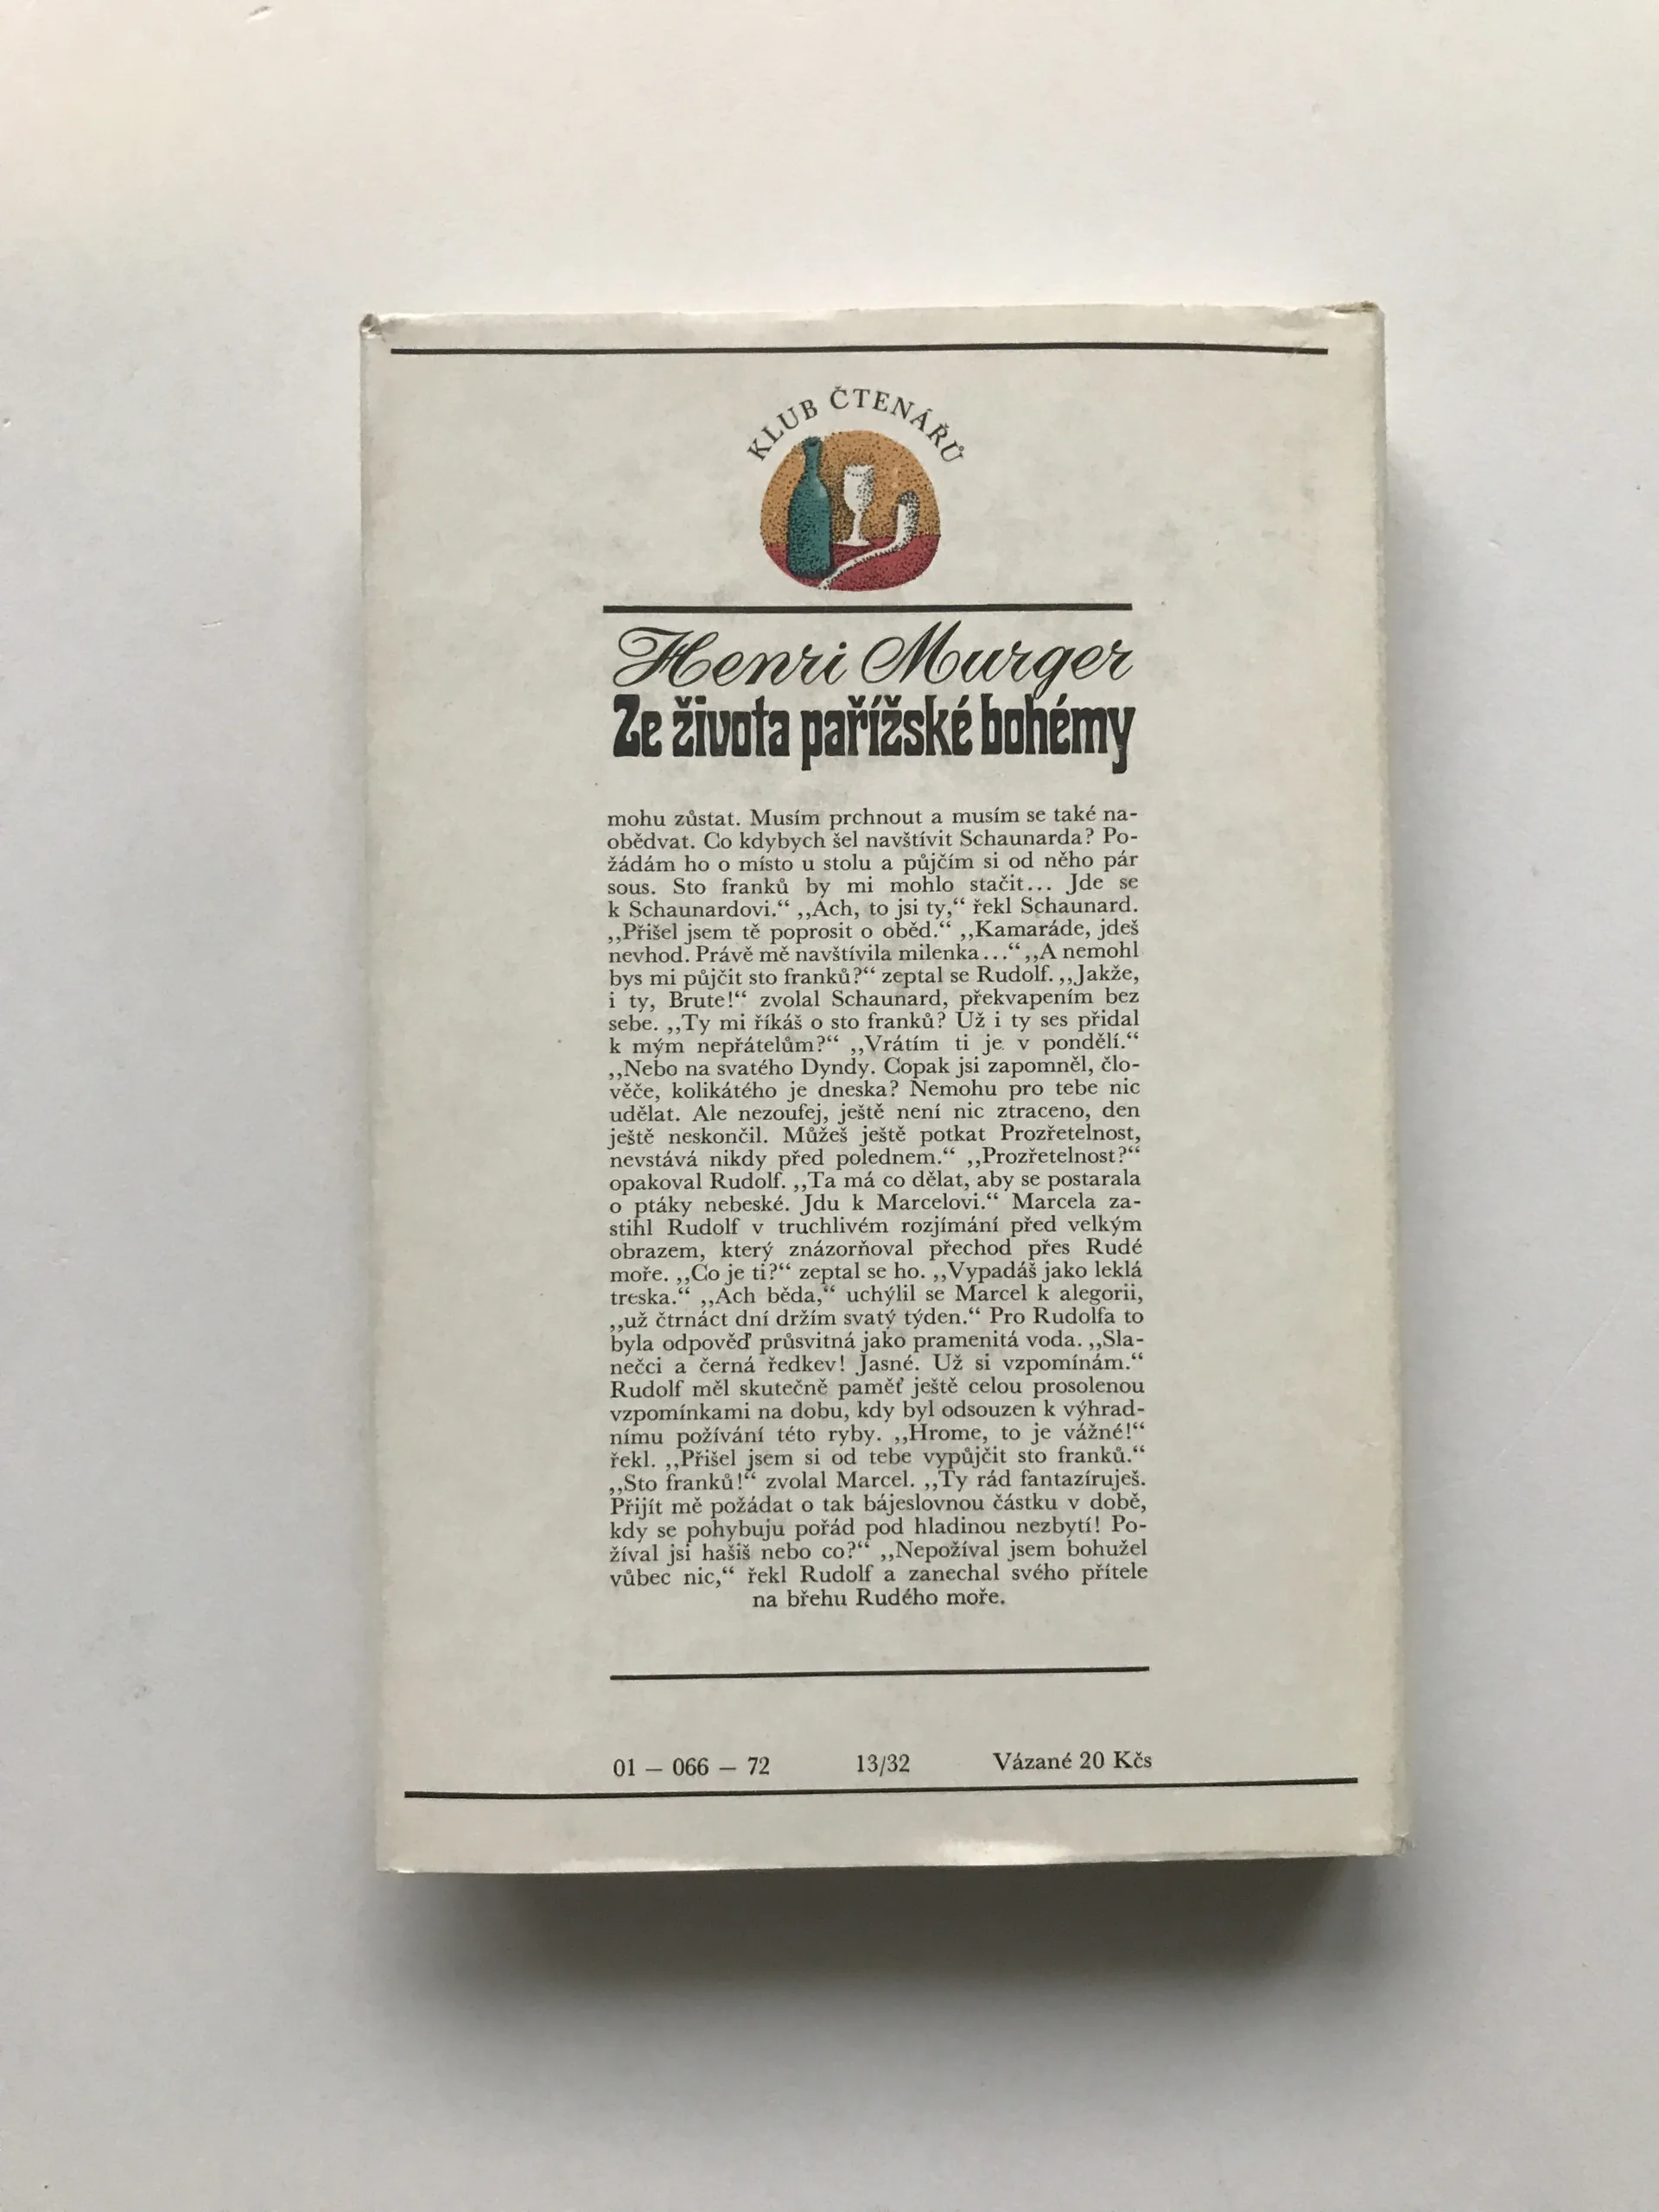 KLUB ČTENÁŘŮ
Henri Murger
Ze života pařížské bohémy
mohu zůstat. Musím prchnout a musím se také na-
obědvat. Co kdybych šel navštívit Schaunarda? Po-
žádám ho o místo u stolu a půjčím si od něho pár
sous. Sto franků by mi mohlo stačit... Jde se
k Schaunardovi.“ ,,Ach, to jsi ty,“ řekl Schaunard.
,,Přišel jsem tě poprosit o oběd.“ ,,Kamaráde, jdeš
nevhod. Právě mě navštívila milenka...“ ,,A nemohl
bys mi půjčit sto franků?“ zeptal se Rudolf. ,,Jakže,
i ty, Brute!“ zvolal Schaunard, překvapením bez
sebe. ,,Ty mi říkáš o sto franků? Už i ty ses přidal
k mým nepřátelům?“ ,,Vrátím ti je v pondělí.“
,,Nebo na svatého Dyndy. Copak jsi zapomněl, člo-
věče, kolikátého je dneska? Nemohu pro tebe nic
udělat. Ale nezoufej, ještě není nic ztraceno, den
ještě neskončil. Můžeš ještě potkat Prozřetelnost,
nevstává nikdy před polednem.“ ,,Prozřetelnost?“
opakoval Rudolf. ,,Ta má co dělat, aby se postarala
o ptáky nebeské. Jdu k Marcelovi.“ Marcela za-
stihl Rudolf v truchlivém rozjímání před velkým
obrazem, který znázorňoval přechod přes Rudé
moře. ,,Co je ti?“ zeptal se ho. ,,Vypadáš jako leklá
treska.“ ,,Ach běda,“ uchýlil se Marcel k alegorii,
,,už čtrnáct dní držím svatý týden.“ Pro Rudolfa to
byla odpověď průsvitná jako pramenitá voda. ,,Sla-
nečci a černá ředkev! Jasné. Už si vzpomínám.“
Rudolf měl skutečně paměť ještě celou prosolenou
vzpomínkami na dobu, kdy byl odsouzen k výhrad-
nímu požívání této ryby. ,,Hrome, to je vážné!“
řekl. ,,Přišel jsem si od tebe vypůjčit sto franků.“
,,Sto franků!“ zvolal Marcel. ,,Ty rád fantazíruješ.
Přijít mě požádat o tak bájeslovnou částku v době,
kdy se pohybuju pořád pod hladinou nezbytí! Po-
žíval jsi hašiš nebo co?“ ,,Nepožíval jsem bohužel
vůbec nic,“ řekl Rudolf a zanechal svého přítele
na břehu Rudého moře.
01 — 066 — 72 13/32 Vázané 20 Kčs